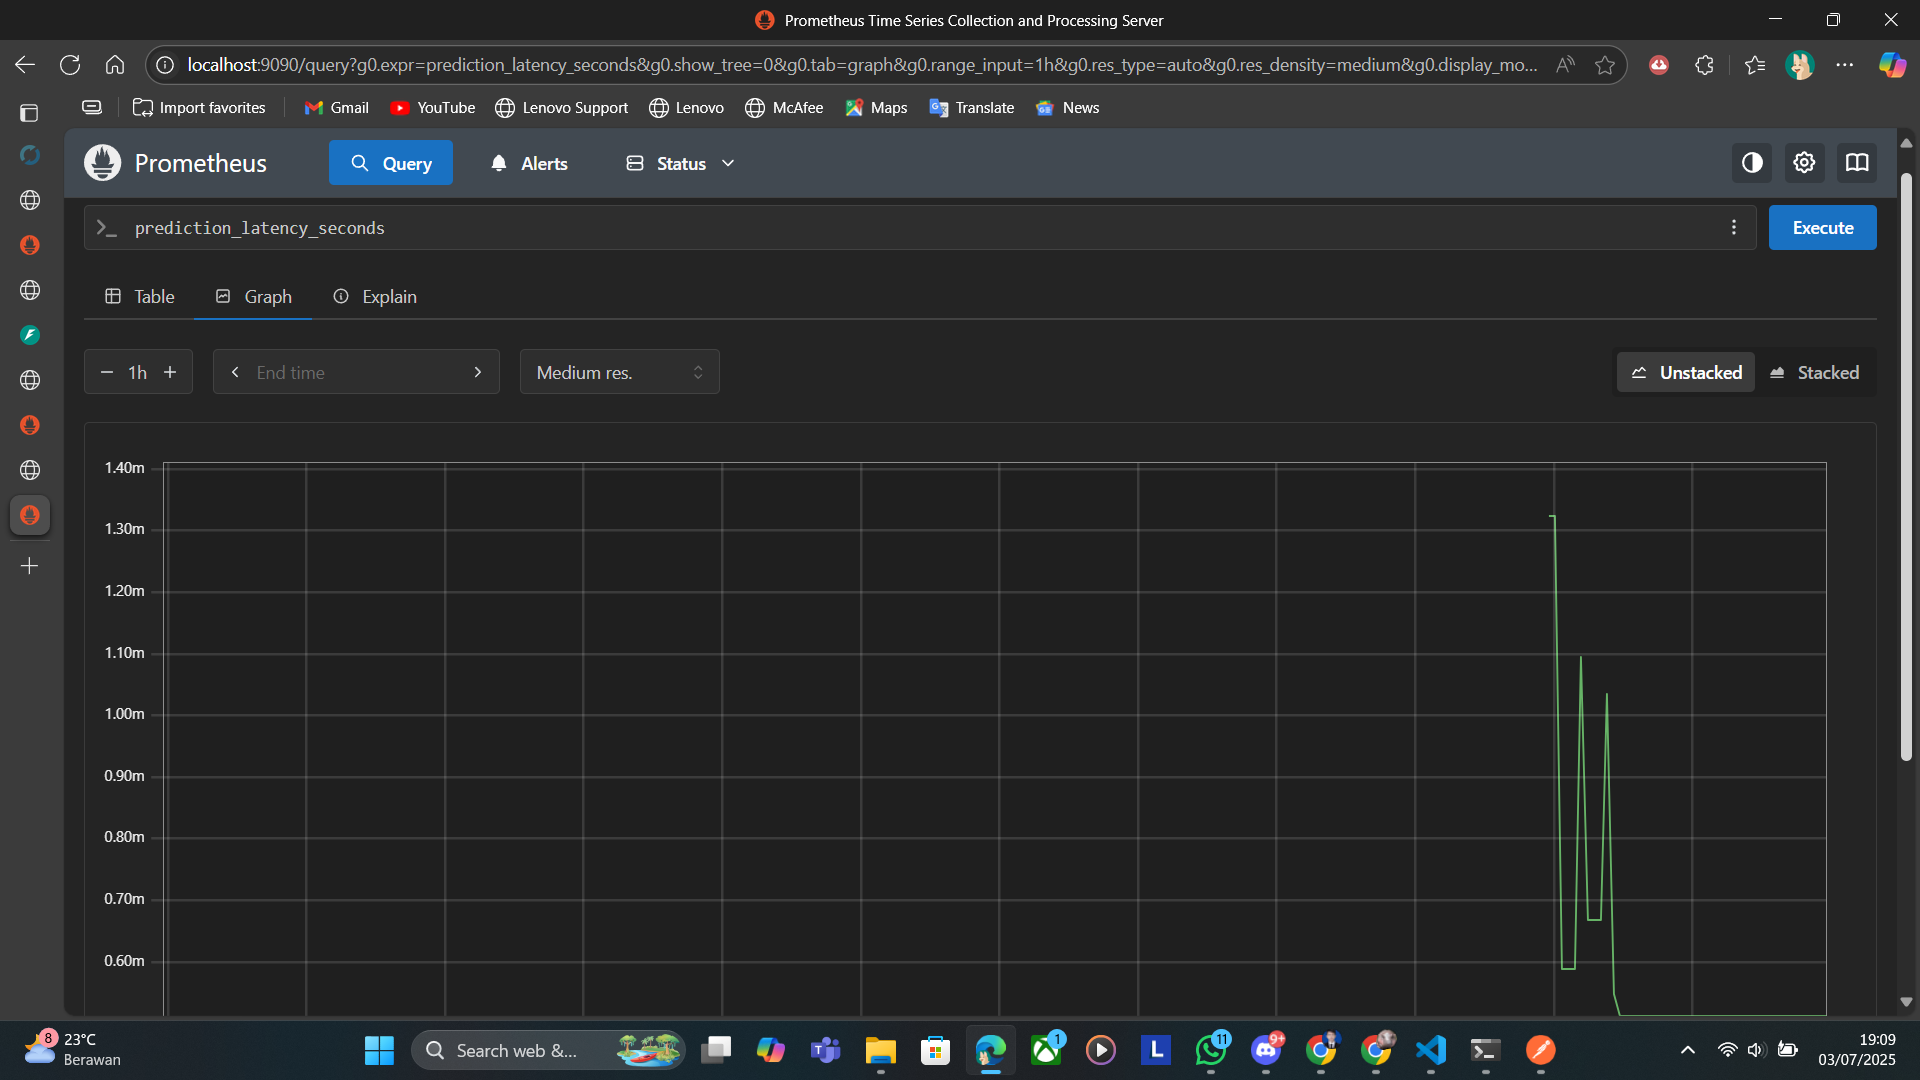 Prometheus Time Series Collection and Processing Server
localhost:9090/query?g0.expr=prediction_latency_seconds&g0.show_tree=0&g0.tab=graph&g0.range_input=1h&g0.res_type=auto&g0.res_density=medium&g0.display_mo...
Import favorites
Gmail
YouTube
Lenovo Support
Lenovo
McAfee
Maps
Translate
News
Prometheus
Query
Alerts
Status
prediction_latency_seconds
Execute
Table
Graph
Explain
1h
End time
Medium res.
Unstacked
Stacked
1.40m
1.30m
1.20m
1.10m
1.00m
0.90m
0.80m
0.70m
0.60m
8
23°C
Berawan
Search web &...
1
L
11
9+
19:09
03/07/2025